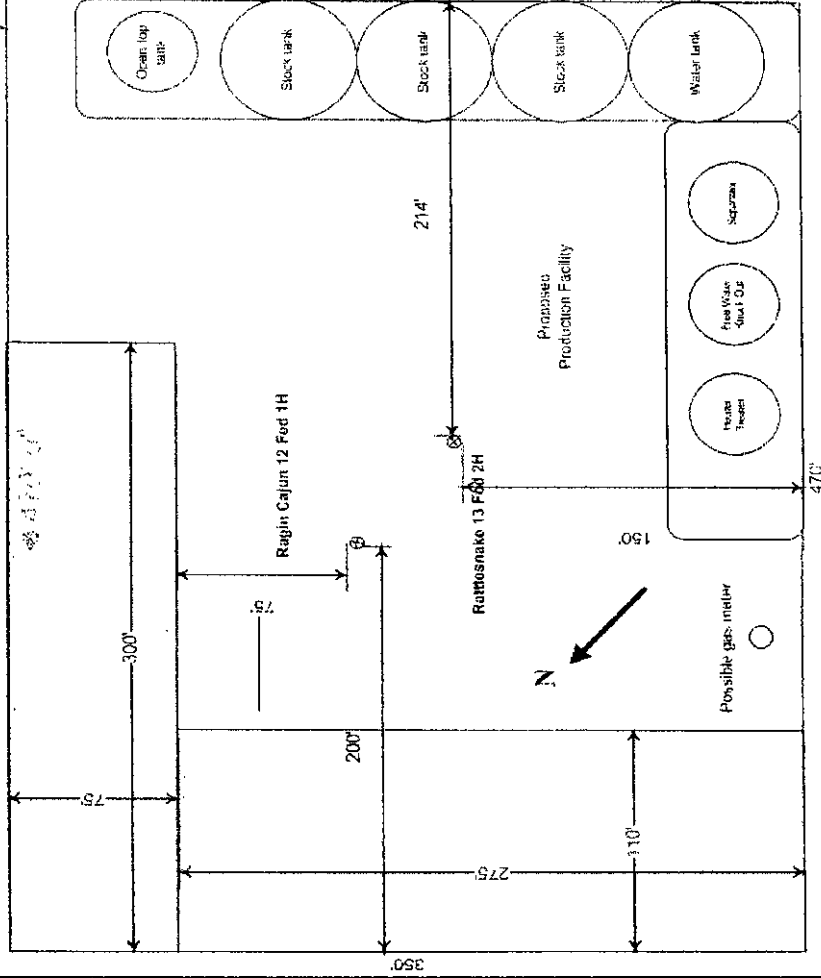 Open top
tank
Stock tank
Stock tank
Stock tank
Water tank
214'
Separator
Free Water
Knock Out
Heater
Treater
Proposed
Production Facility
300'
Ragin Cajun 12 Fed 1H
Rattlesnake 13 Fed 2H
75'
75'
150'
470'
N
Possible gas meter
200'
75'
110'
275'
350'